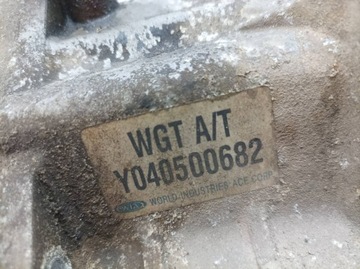 WGT A/T
Y040500682
WORLD INDUSTRIES ACE CORP.